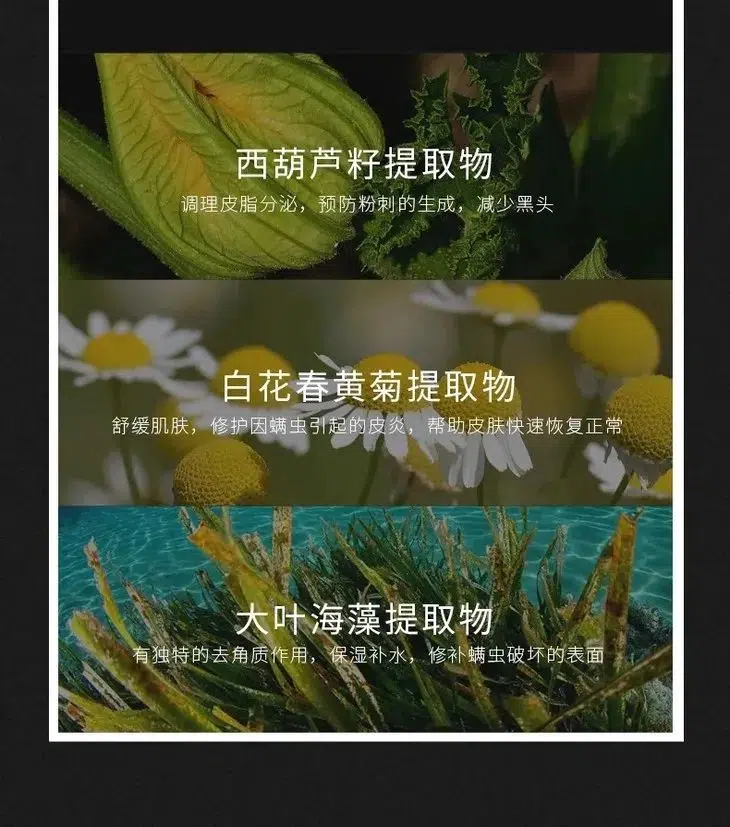 西葫芦籽提取物
调理皮脂分泌，预防粉刺的生成，减少黑头
白花春黄菊提取物
舒缓肌肤，修护因螨虫引起的皮炎，帮助皮肤快速恢复正常
大叶海藻提取物
有独特的去角质作用，保湿补水，修补螨虫破坏的表面